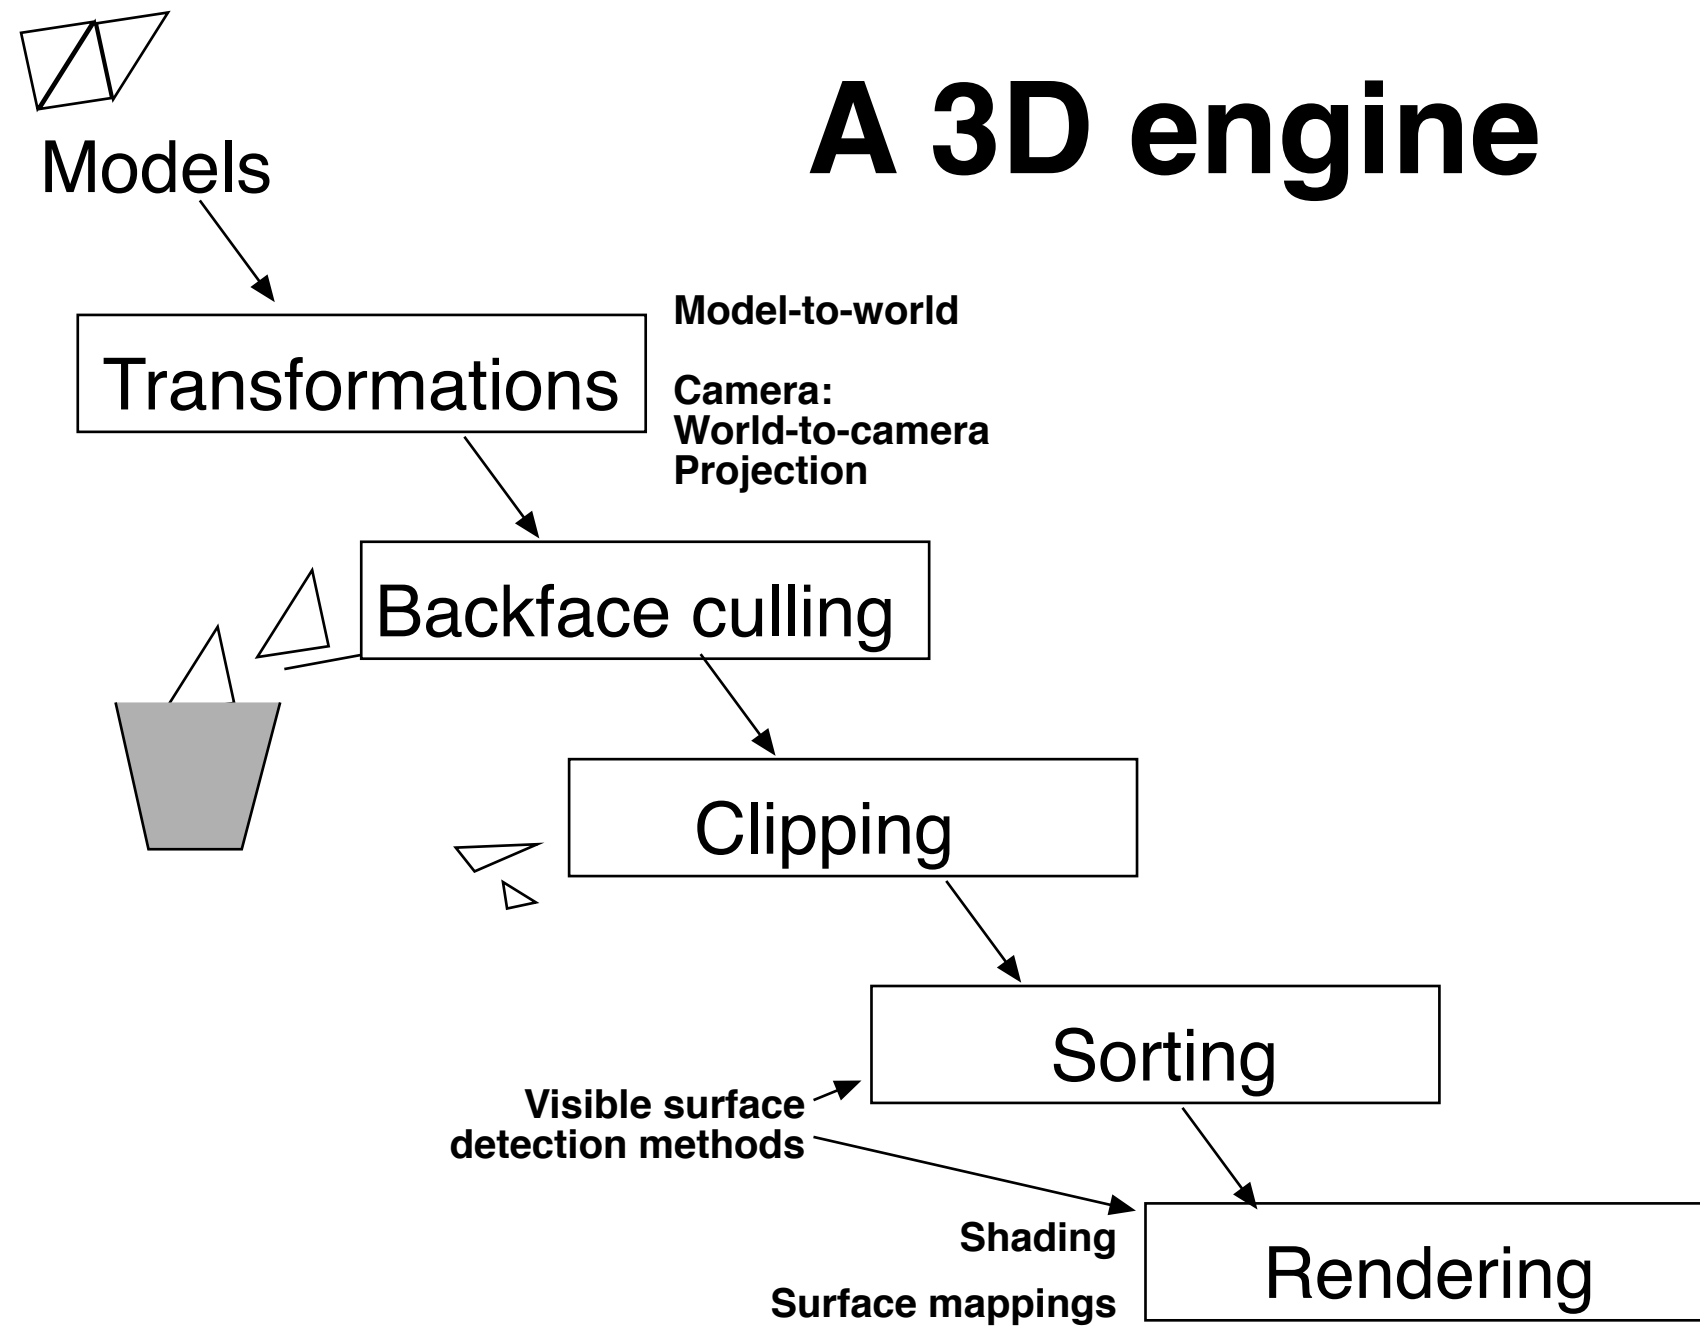 A 3D engine
Models
Transformations
Model-to-world
Camera:
World-to-camera
Projection
Backface culling
Clipping
Sorting
Visible surface
detection methods
Shading
Surface mappings
Rendering